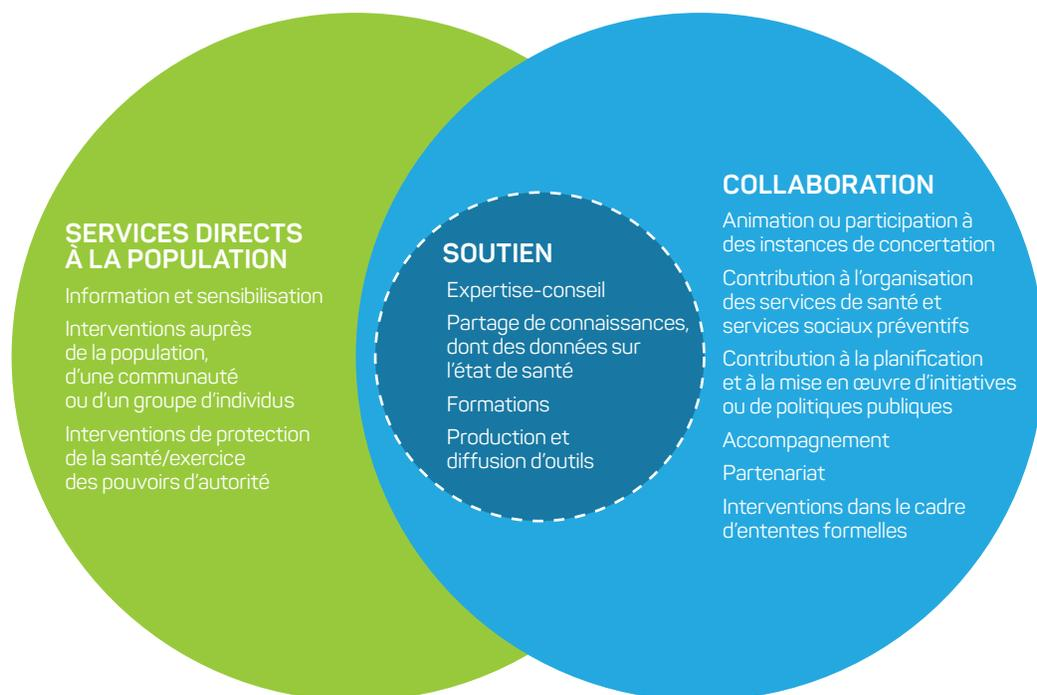 SERVICES DIRECTS
À LA POPULATION
Information et sensibilisation
Interventions auprès
de la population,
d’une communauté
ou d’un groupe d’individus
Interventions de protection
de la santé/exercice
des pouvoirs d’autorité
SOUTIEN
Expertise-conseil
Partage de connaissances,
dont des données sur
l’état de santé
Formations
Production et
diffusion d’outils
COLLABORATION
Animation ou participation à
des instances de concertation
Contribution à l’organisation
des services de santé et
services sociaux préventifs
Contribution à la planification
et à la mise en œuvre d’initiatives
ou de politiques publiques
Accompagnement
Partenariat
Interventions dans le cadre
d’ententes formelles